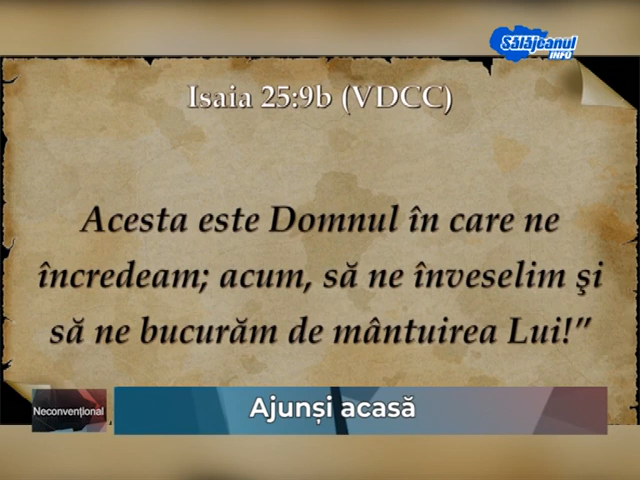 Sălăjeanul
INFO
Isaia 25:9b (VDCC)
Acesta este Domnul în care ne
încredeam; acum, să ne înveselim şi
să ne bucurăm de mântuirea Lui!”
Neconvențional
Ajunși acasă